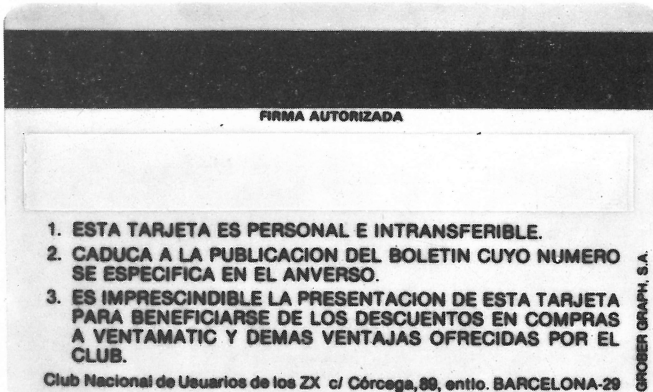 FIRMA AUTORIZADA
1. ESTA TARJETA ES PERSONAL E INTRANSFERIBLE.
2. CADUCA A LA PUBLICACION DEL BOLETIN CUYO NUMERO
SE ESPECIFICA EN EL ANVERSO.
3. ES IMPRESCINDIBLE LA PRESENTACION DE ESTA TARJETA
PARA BENEFICIARSE DE LOS DESCUENTOS EN COMPRAS
A VENTAMATIC Y DEMAS VENTAJAS OFRECIDAS POR EL
CLUB.
Club Nacional de Usuarios de los ZX c/ Córcega, 89, entlo. BARCELONA-29
GROBER GRAPH, S.A.